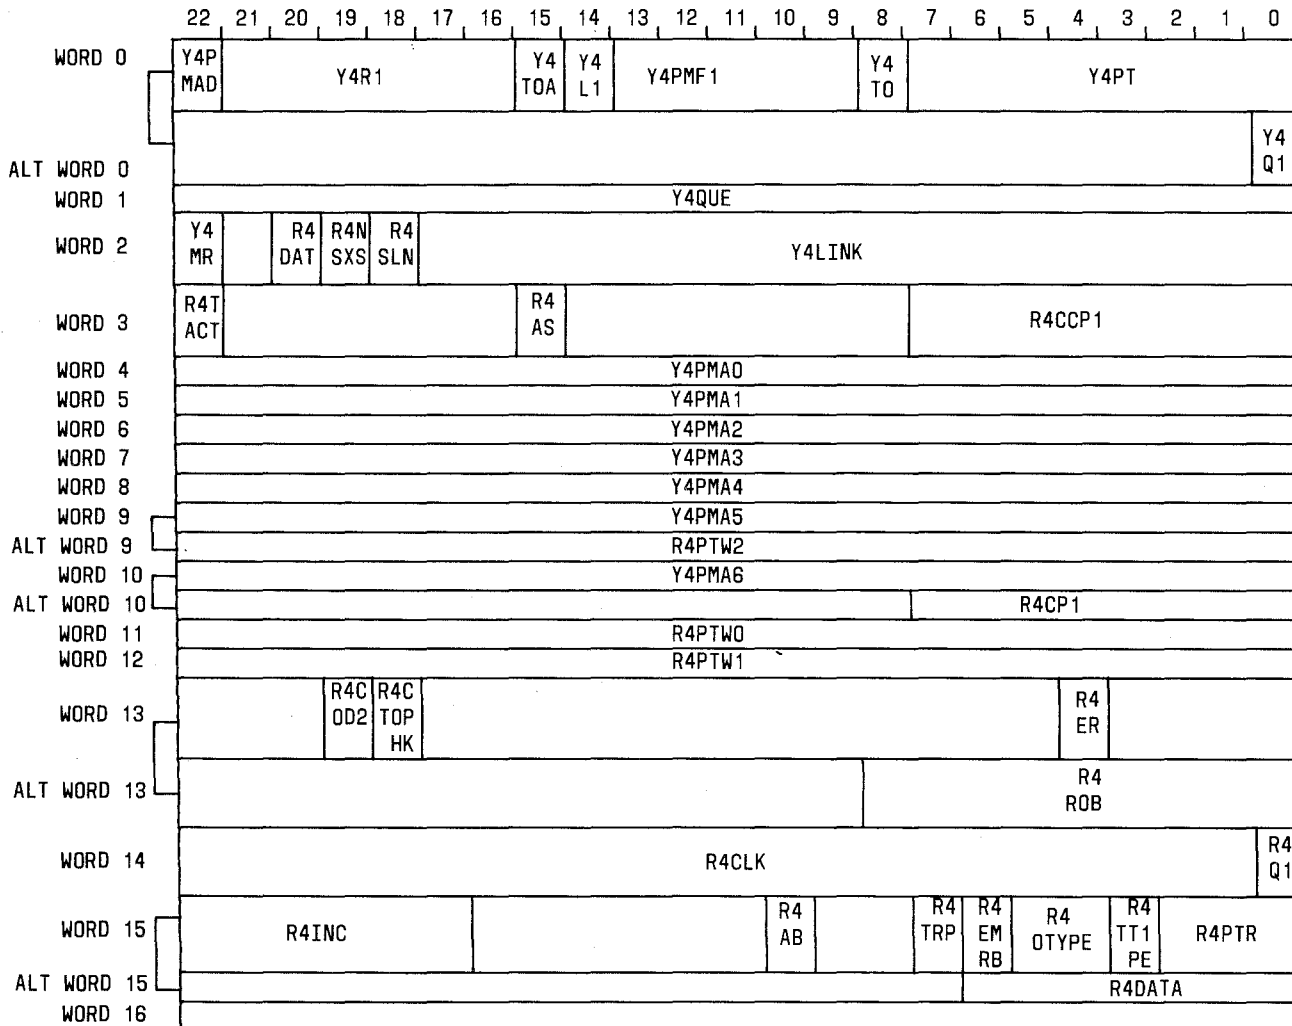 22 21 20 19 18 17 16 15 14 13 12 11 10 9 8 7 6 5 4 3 2 1 0
WORD 0
Y4P MAD
Y4R1
Y4 TOA
Y4 L1
Y4PMF1
Y4 TO
Y4PT
ALT WORD 0
Y4 Q1
WORD 1
Y4QUE
WORD 2
Y4 MR
R4 DAT
R4N SXS
R4 SLN
Y4LINK
WORD 3
R4T ACT
R4 AS
R4CCP1
WORD 4
Y4PMA0
WORD 5
Y4PMA1
WORD 6
Y4PMA2
WORD 7
Y4PMA3
WORD 8
Y4PMA4
WORD 9
Y4PMA5
ALT WORD 9
R4PTW2
WORD 10
Y4PMA6
ALT WORD 10
R4CP1
WORD 11
R4PTW0
WORD 12
R4PTW1
WORD 13
R4C OD2
R4C TOP HK
R4 ER
ALT WORD 13
R4 ROB
WORD 14
R4CLK
R4 Q1
WORD 15
R4INC
R4 AB
R4 TRP
R4 EM RB
R4 OTYPE
R4 TT1 PE
R4PTR
ALT WORD 15
R4DATA
WORD 16